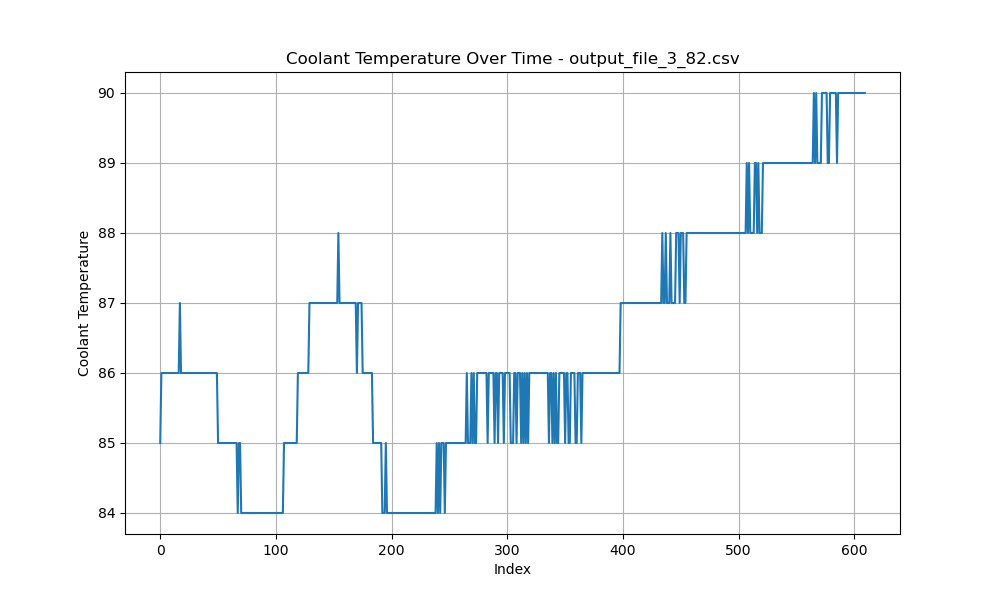 Coolant Temperature Over Time - output_file_3_82.csv
Coolant Temperature
90
89
88
87
86
85
84
0 100 200 300 400 500 600
Index